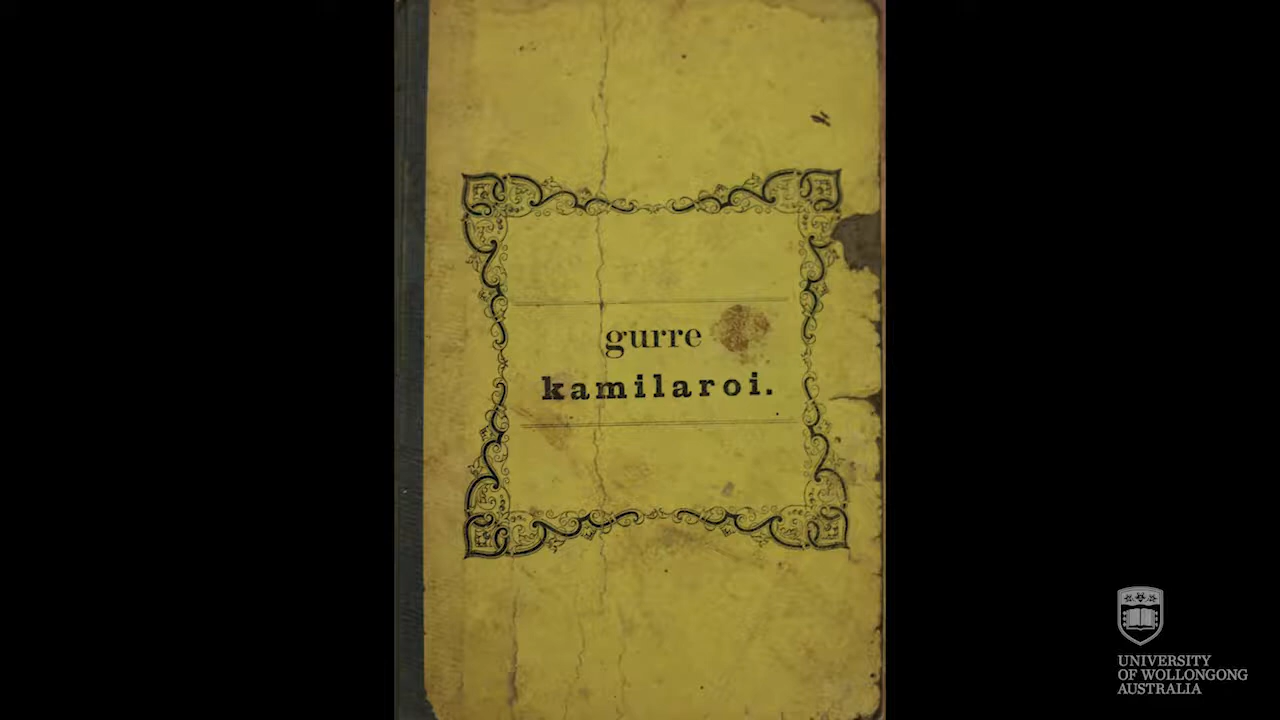 gurre
kamilaroi.
UNIVERSITY
OF WOLLONGONG
AUSTRALIA